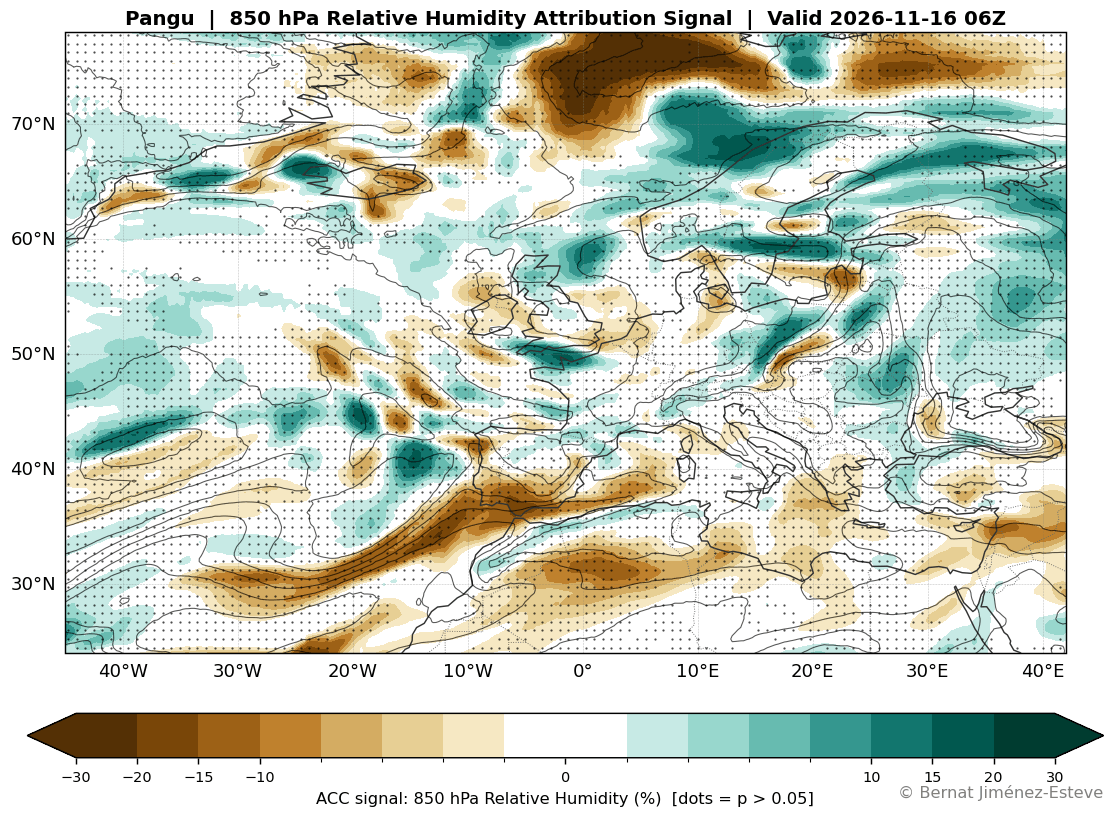 Pangu | 850 hPa Relative Humidity Attribution Signal | Valid 2026-11-16 06Z
70°N
60°N
50°N
40°N
30°N
40°W 30°W 20°W 10°W 0° 10°E 20°E 30°E 40°E
−30 −20 −15 −10 0 10 15 20 30
ACC signal: 850 hPa Relative Humidity (%) [dots = p > 0.05]
© Bernat Jiménez-Esteve